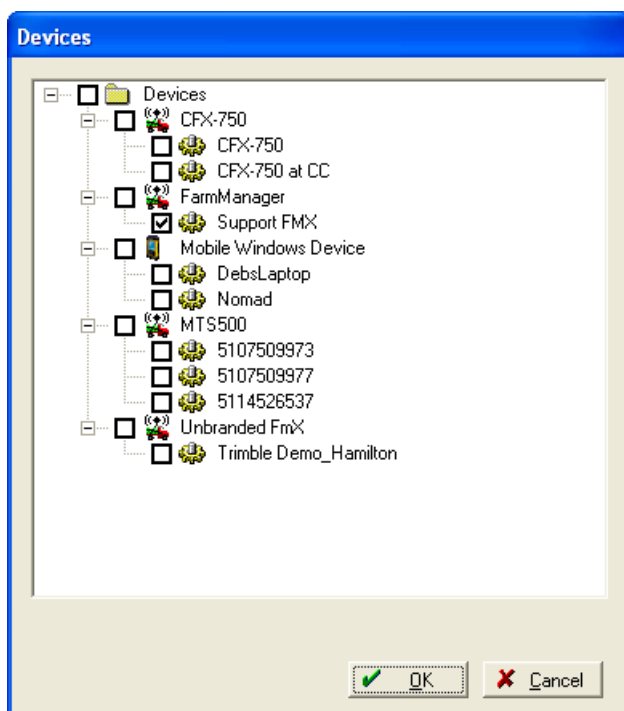 Devices
Devices
CFX-750
CFX-750
CFX-750 at CC
FarmManager
Support FMX
Mobile Windows Device
DebsLaptop
Nomad
MTS500
5107509973
5107509977
5114526537
Unbranded FmX
Trimble Demo_Hamilton
OK Cancel